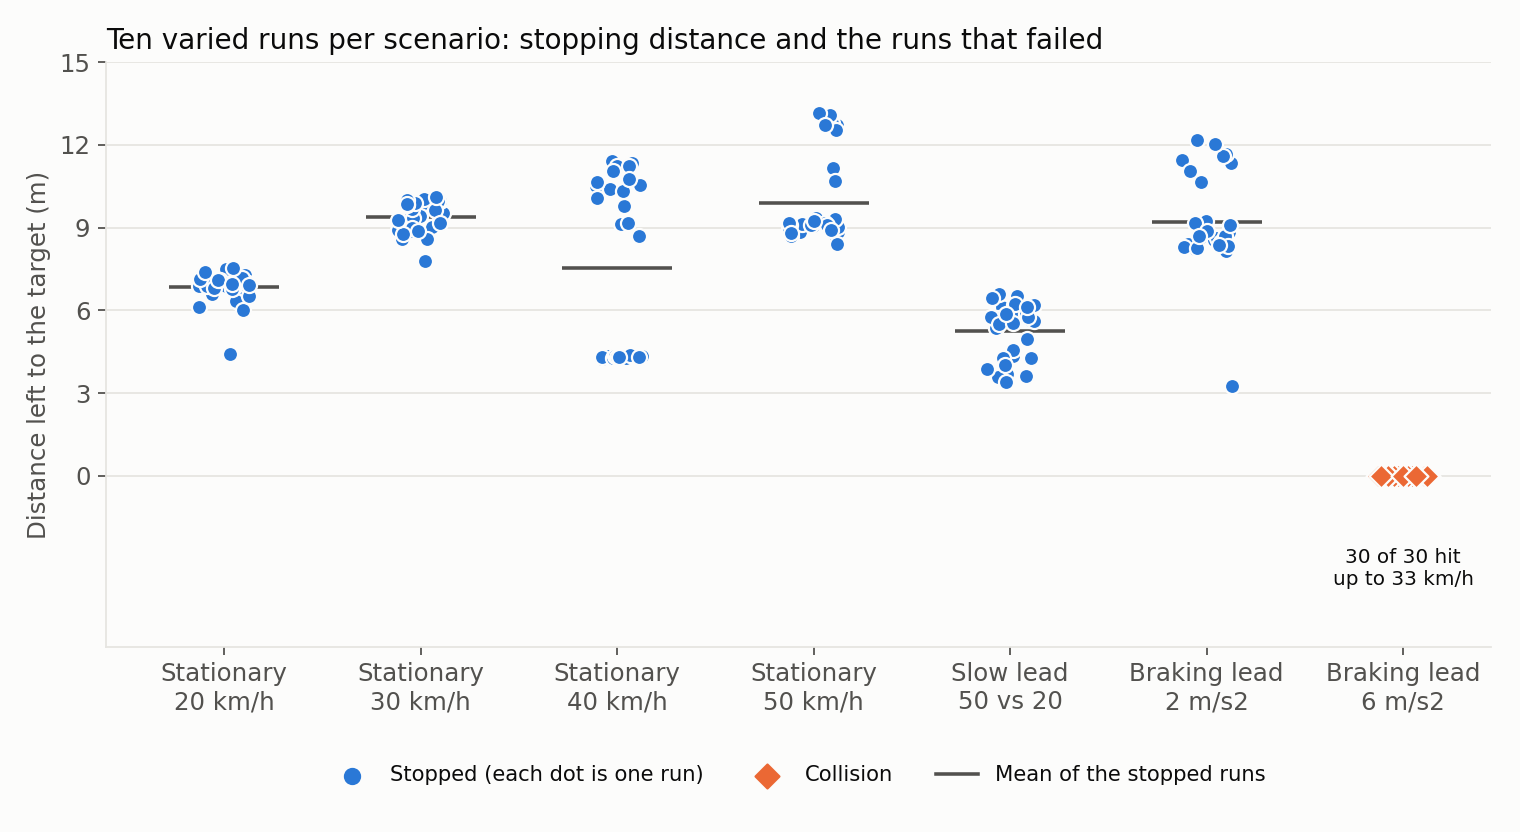 Ten varied runs per scenario: stopping distance and the runs that failed
Distance left to the target (m)
15
12
9
6
3
0
30 of 30 hit
up to 33 km/h
Stationary
20 km/h
Stationary
30 km/h
Stationary
40 km/h
Stationary
50 km/h
Slow lead
50 vs 20
Braking lead
2 m/s2
Braking lead
6 m/s2
Stopped (each dot is one run)
Collision
Mean of the stopped runs